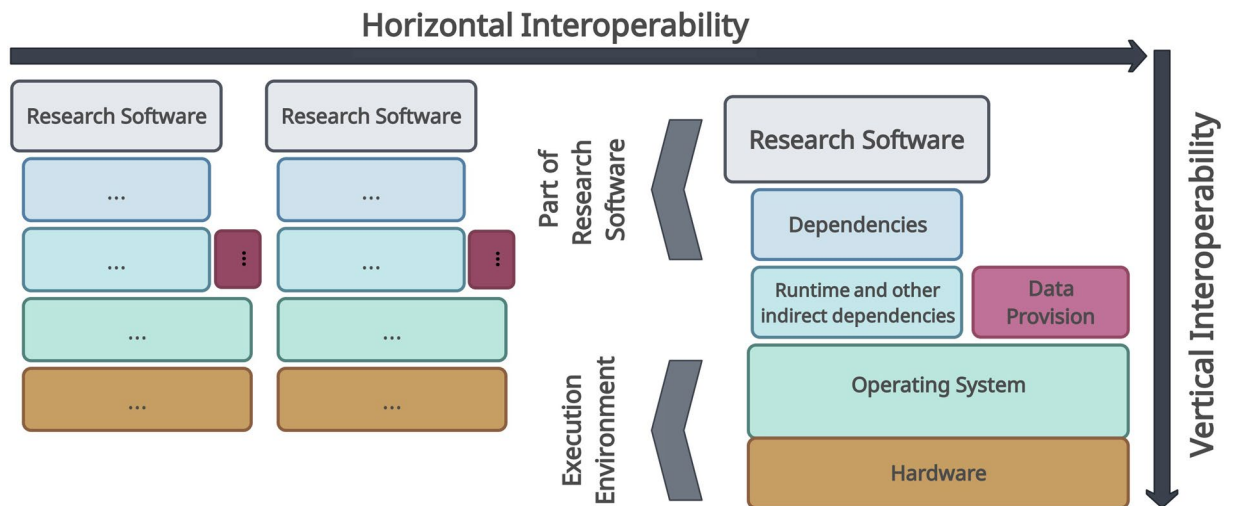 Horizontal Interoperability
Research Software
...
...
...
...
...
Research Software
...
...
...
...
...
Part of
Research
Software
Execution
Environment
Research Software
Dependencies
Runtime and other
indirect dependencies
Data
Provision
Operating System
Hardware
Vertical Interoperability